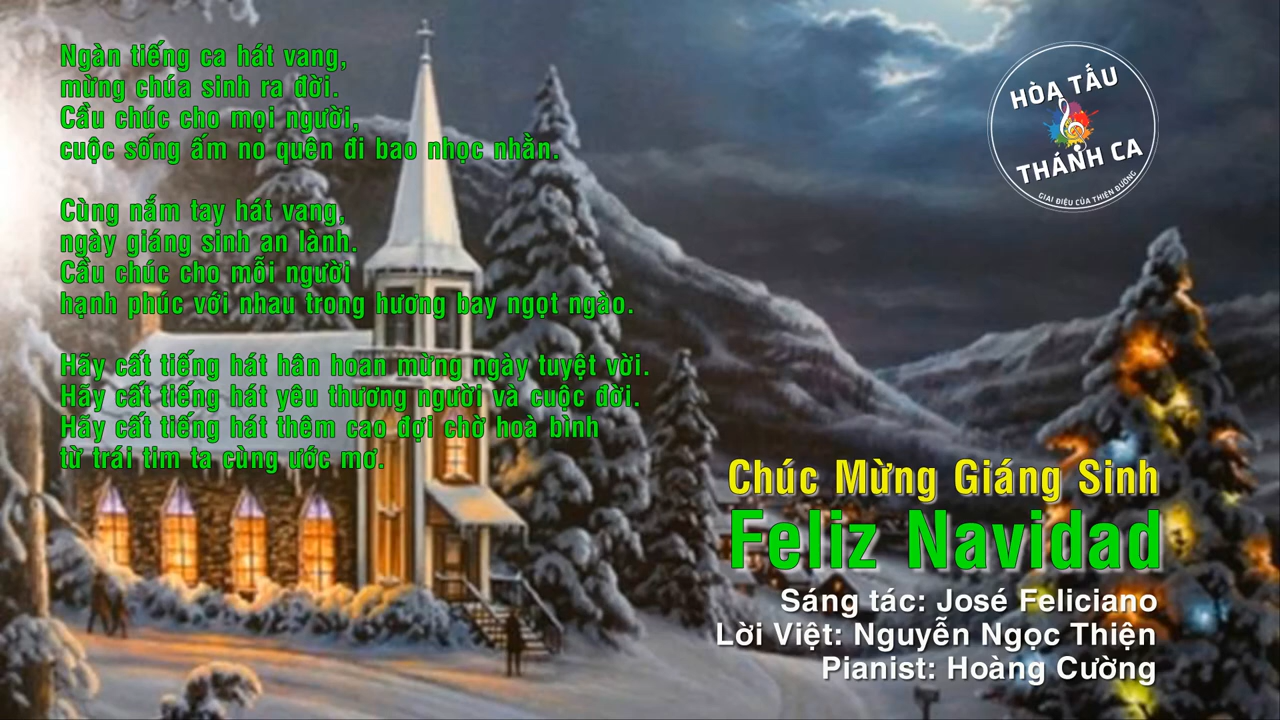 Ngàn tiếng ca hát vang,
mừng chúa sinh ra đời.
Cầu chúc cho mọi người,
cuộc sống ấm no quên đi bao nhọc nhằn.
Cùng nắm tay hát vang,
ngày giáng sinh an lành.
Cầu chúc cho mỗi người
hạnh phúc với nhau trong hương bay ngọt ngào.
Hãy cất tiếng hát hân hoan mừng ngày tuyệt vời.
Hãy cất tiếng hát yêu thương người và cuộc đời.
Hãy cất tiếng hát thêm cao đợi chờ hoà bình
từ trái tim ta cùng ước mơ.
HÒA TẤU
THÁNH CA
GIAI ĐIỆU CỦA THIÊN ĐƯỜNG
Chúc Mừng Giáng Sinh
Feliz Navidad
Sáng tác: José Feliciano
Lời Việt: Nguyễn Ngọc Thiện
Pianist: Hoàng Cường